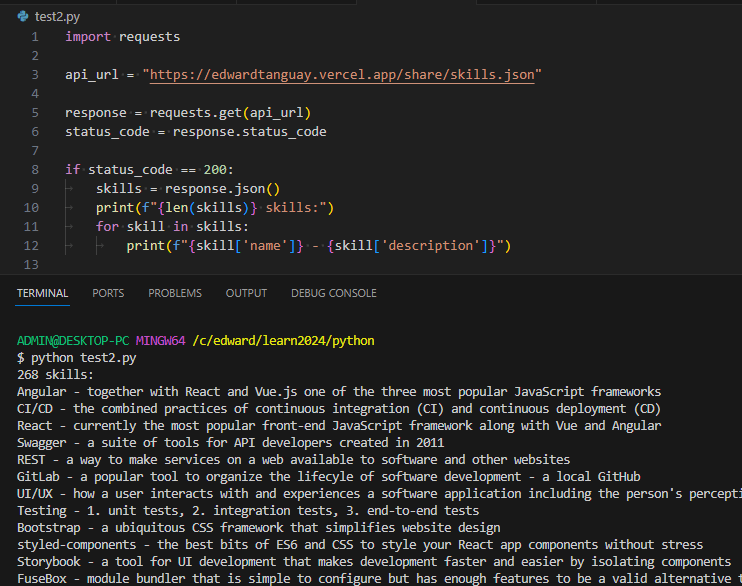 test2.py
1 import requests
2
3 api_url = "https://edwardtanguay.vercel.app/share/skills.json"
4
5 response = requests.get(api_url)
6 status_code = response.status_code
7
8 if status_code == 200:
9 skills = response.json()
10 print(f"{len(skills)} skills:")
11 for skill in skills:
12 print(f"{skill['name']} - {skill['description']}")
13
TERMINAL PORTS PROBLEMS OUTPUT DEBUG CONSOLE
ADMIN@DESKTOP-PC MINGW64 /c/edward/learn2024/python
$ python test2.py
268 skills:
Angular - together with React and Vue.js one of the three most popular JavaScript frameworks
CI/CD - the combined practices of continuous integration (CI) and continuous deployment (CD)
React - currently the most popular front-end JavaScript framework along with Vue and Angular
Swagger - a suite of tools for API developers created in 2011
REST - a way to make services on a web available to software and other websites
GitLab - a popular tool to organize the lifecyle of software development - a local GitHub
UI/UX - how a user interacts with and experiences a software application including the person's percepti
Testing - 1. unit tests, 2. integration tests, 3. end-to-end tests
Bootstrap - a ubiquitous CSS framework that simplifies website design
styled-components - the best bits of ES6 and CSS to style your React app components without stress
Storybook - a tool for UI development that makes development faster and easier by isolating components
FuseBox - module bundler that is simple to configure but has enough features to be a valid alternative